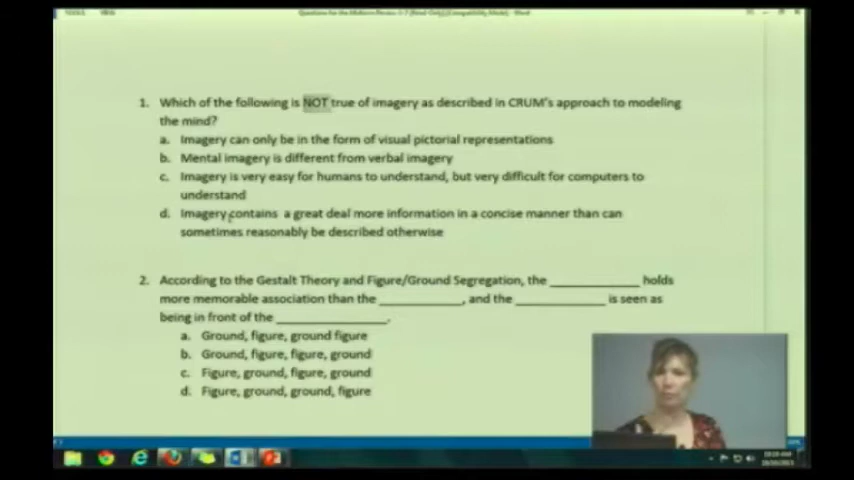 1. Which of the following is NOT true of imagery as described in CRUM's approach to modeling
the mind?
a. Imagery can only be in the form of visual pictorial representations
b. Mental imagery is different from verbal imagery
c. Imagery is very easy for humans to understand, but very difficult for computers to
understand
d. Imagery contains a great deal more information in a concise manner than can
sometimes reasonably be described otherwise
2. According to the Gestalt Theory and Figure/Ground Segregation, the ____________ holds
more memorable association than the ___________, and the ____________ is seen as
being in front of the ______________.
a. Ground, figure, ground figure
b. Ground, figure, figure, ground
c. Figure, ground, figure, ground
d. Figure, ground, ground, figure